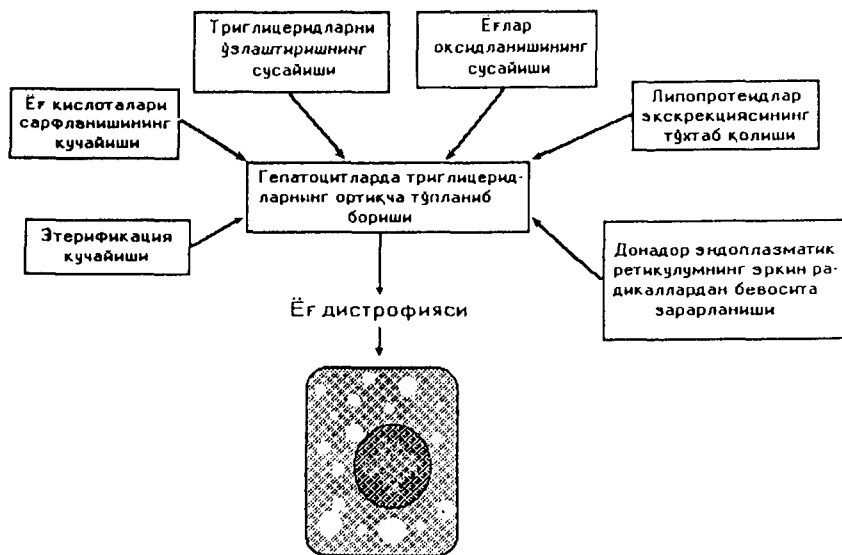 Триглицеридларни
ўзлаштиришнинг
сусайиши
Ёғлар
оксидланишининг
сусайиши
Ёғ кислоталари
сарфланишининг
кучайиши
Липопротеидлар
экскрециясининг
тўхтаб қолиши
Гепатоцитларда триглицерид-
ларнинг ортиқча тўпланиб
бориши
Этерификация
кучайиши
Донадор эндоплазматик
ретикулумнинг эркин ра-
дикаллардан бевосита
зарарланиши
Ёғ дистрофияси